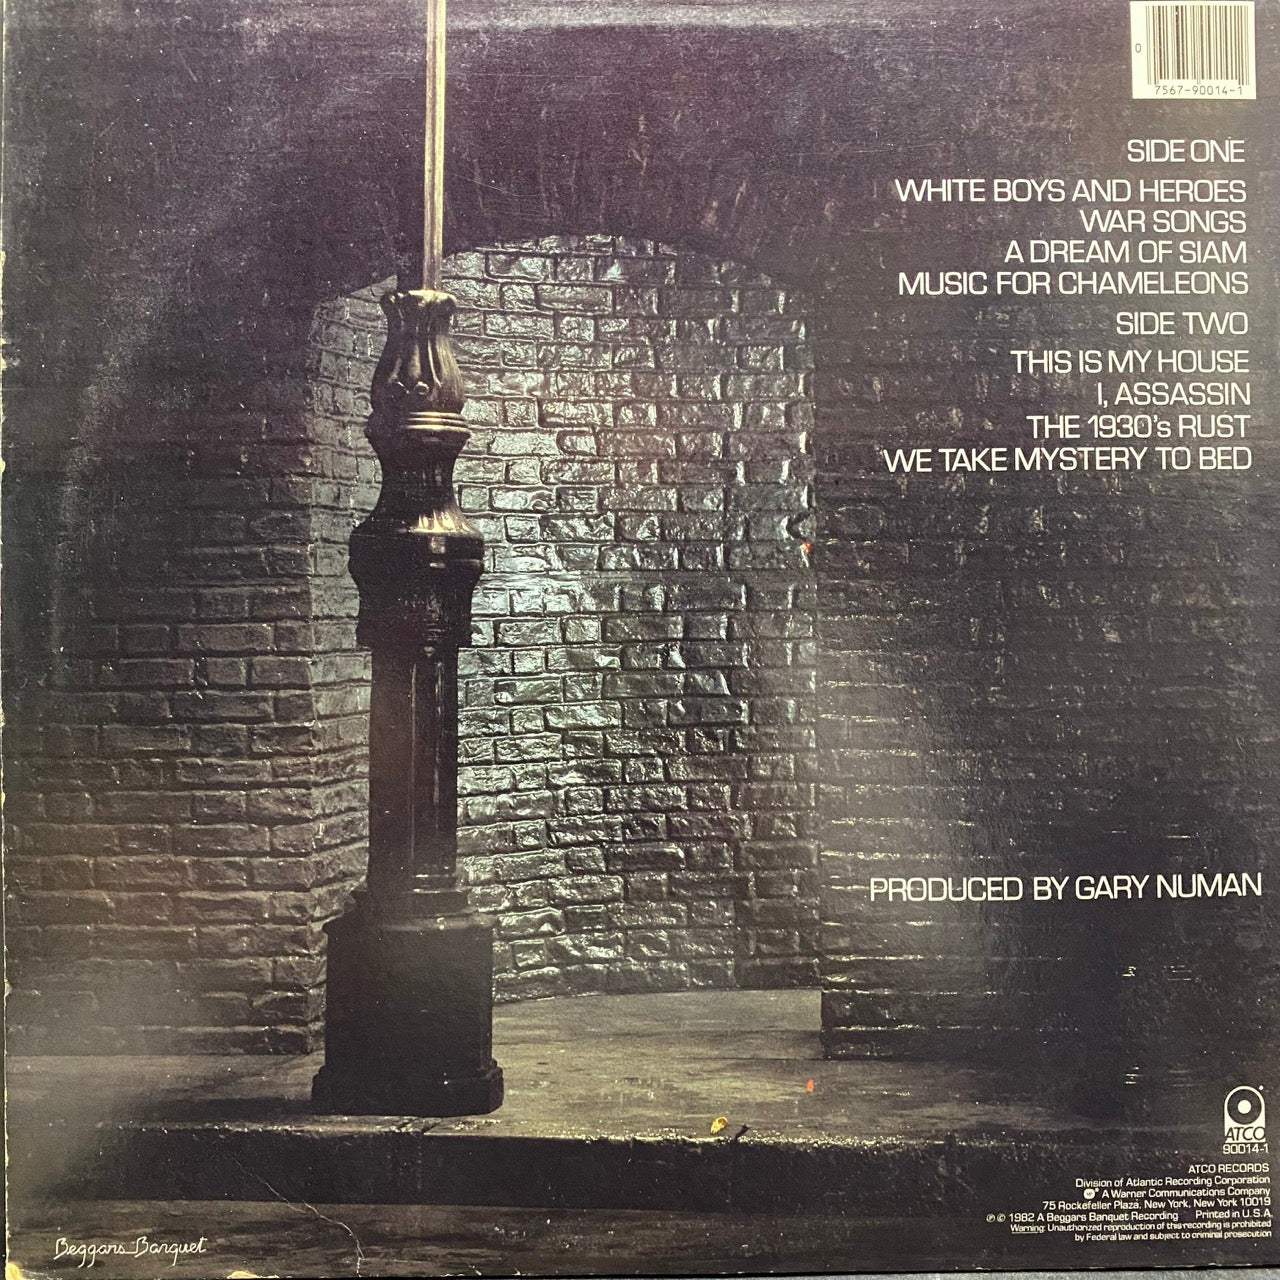 0
7567-90014-1
SIDE ONE
WHITE BOYS AND HEROES
WAR SONGS
A DREAM OF SIAM
MUSIC FOR CHAMELEONS
SIDE TWO
THIS IS MY HOUSE
I, ASSASSIN
THE 1930's RUST
WE TAKE MYSTERY TO BED
PRODUCED BY GARY NUMAN
ATCO
90014-1
ATCO RECORDS
Division of Atlantic Recording Corporation
A Warner Communications Company
75 Rockefeller Plaza, New York, New York 10019
℗ © 1982 A Beggars Banquet Recording Printed in U.S.A.
Warning: Unauthorized reproduction of this recording is prohibited
by Federal law and subject to criminal prosecution
Beggars Banquet